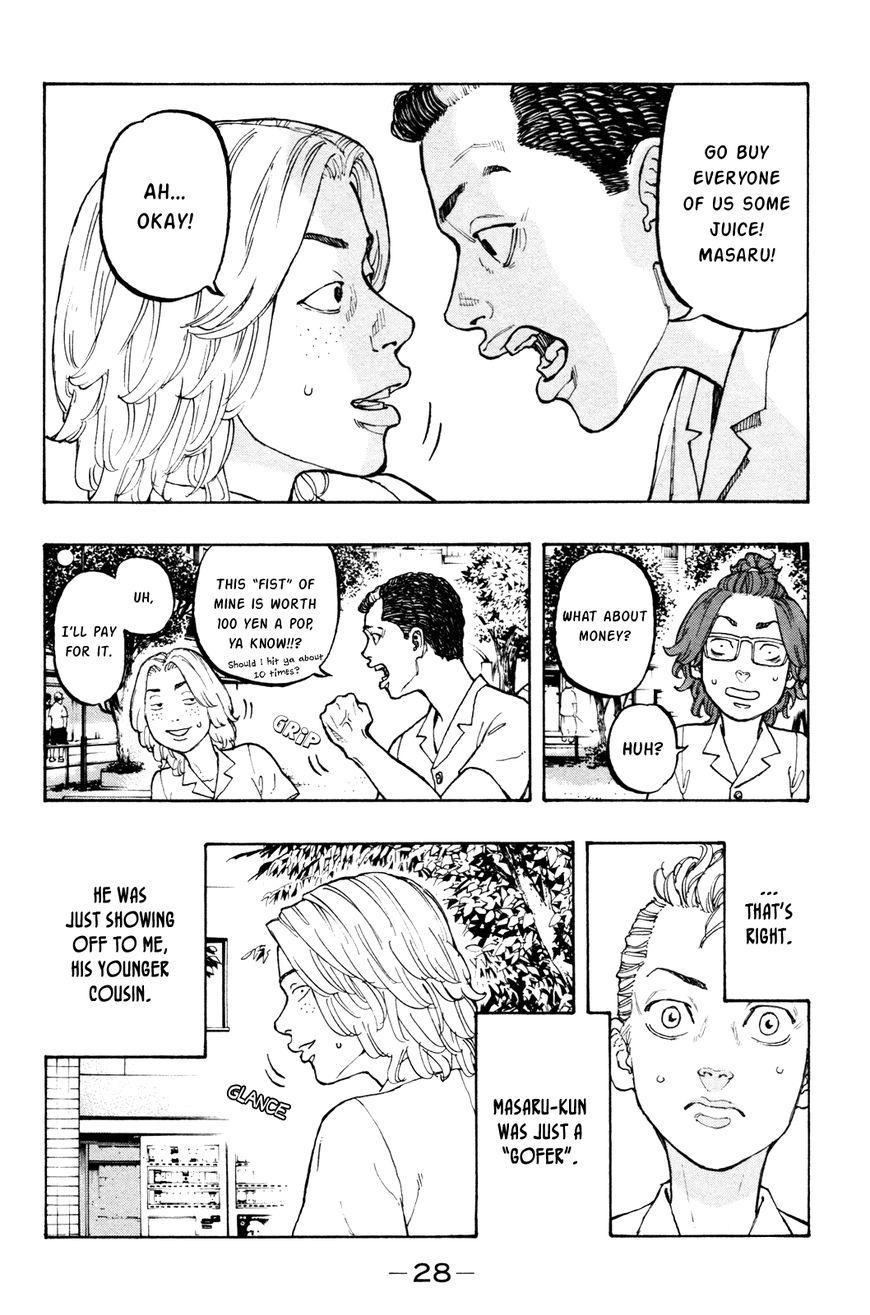 GO BUY
EVERYONE
OF US SOME
JUICE!
MASARU!
AH...
OKAY!
WHAT ABOUT
MONEY?
HUH?
THIS "FIST" OF
MINE IS WORTH
100 YEN A POP,
YA KNOW!!?
Should I hit ya about
10 times?
GRIP
UH,
I'LL PAY
FOR IT.
...
THAT'S
RIGHT.
MASARU-KUN
WAS JUST A
"GOFER".
HE WAS
JUST SHOWING
OFF TO ME,
HIS YOUNGER
COUSIN.
GLANCE
—28—